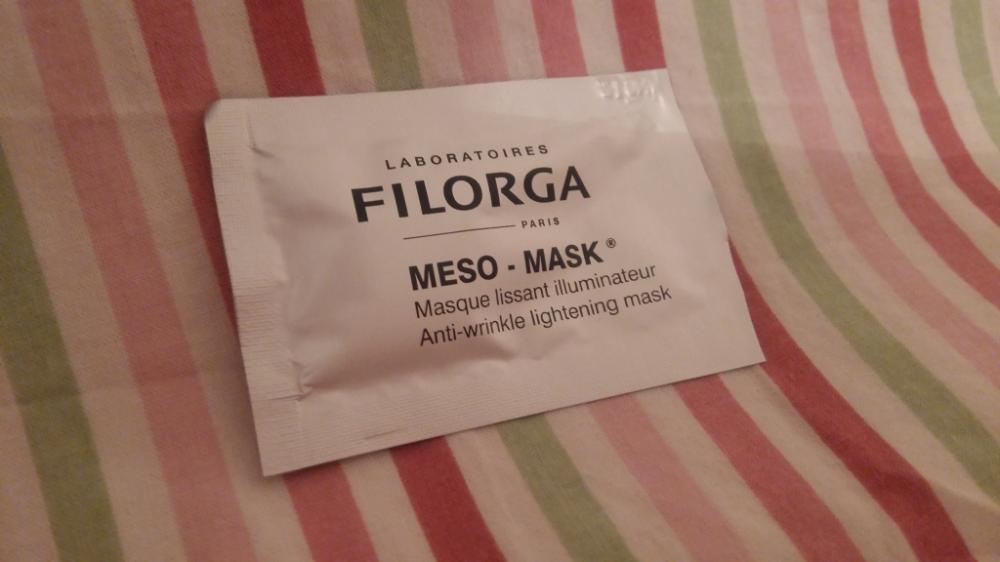 LABORATOIRES
FILORGA
PARIS
MESO - MASK®
Masque lissant illuminateur
Anti-wrinkle lightening mask